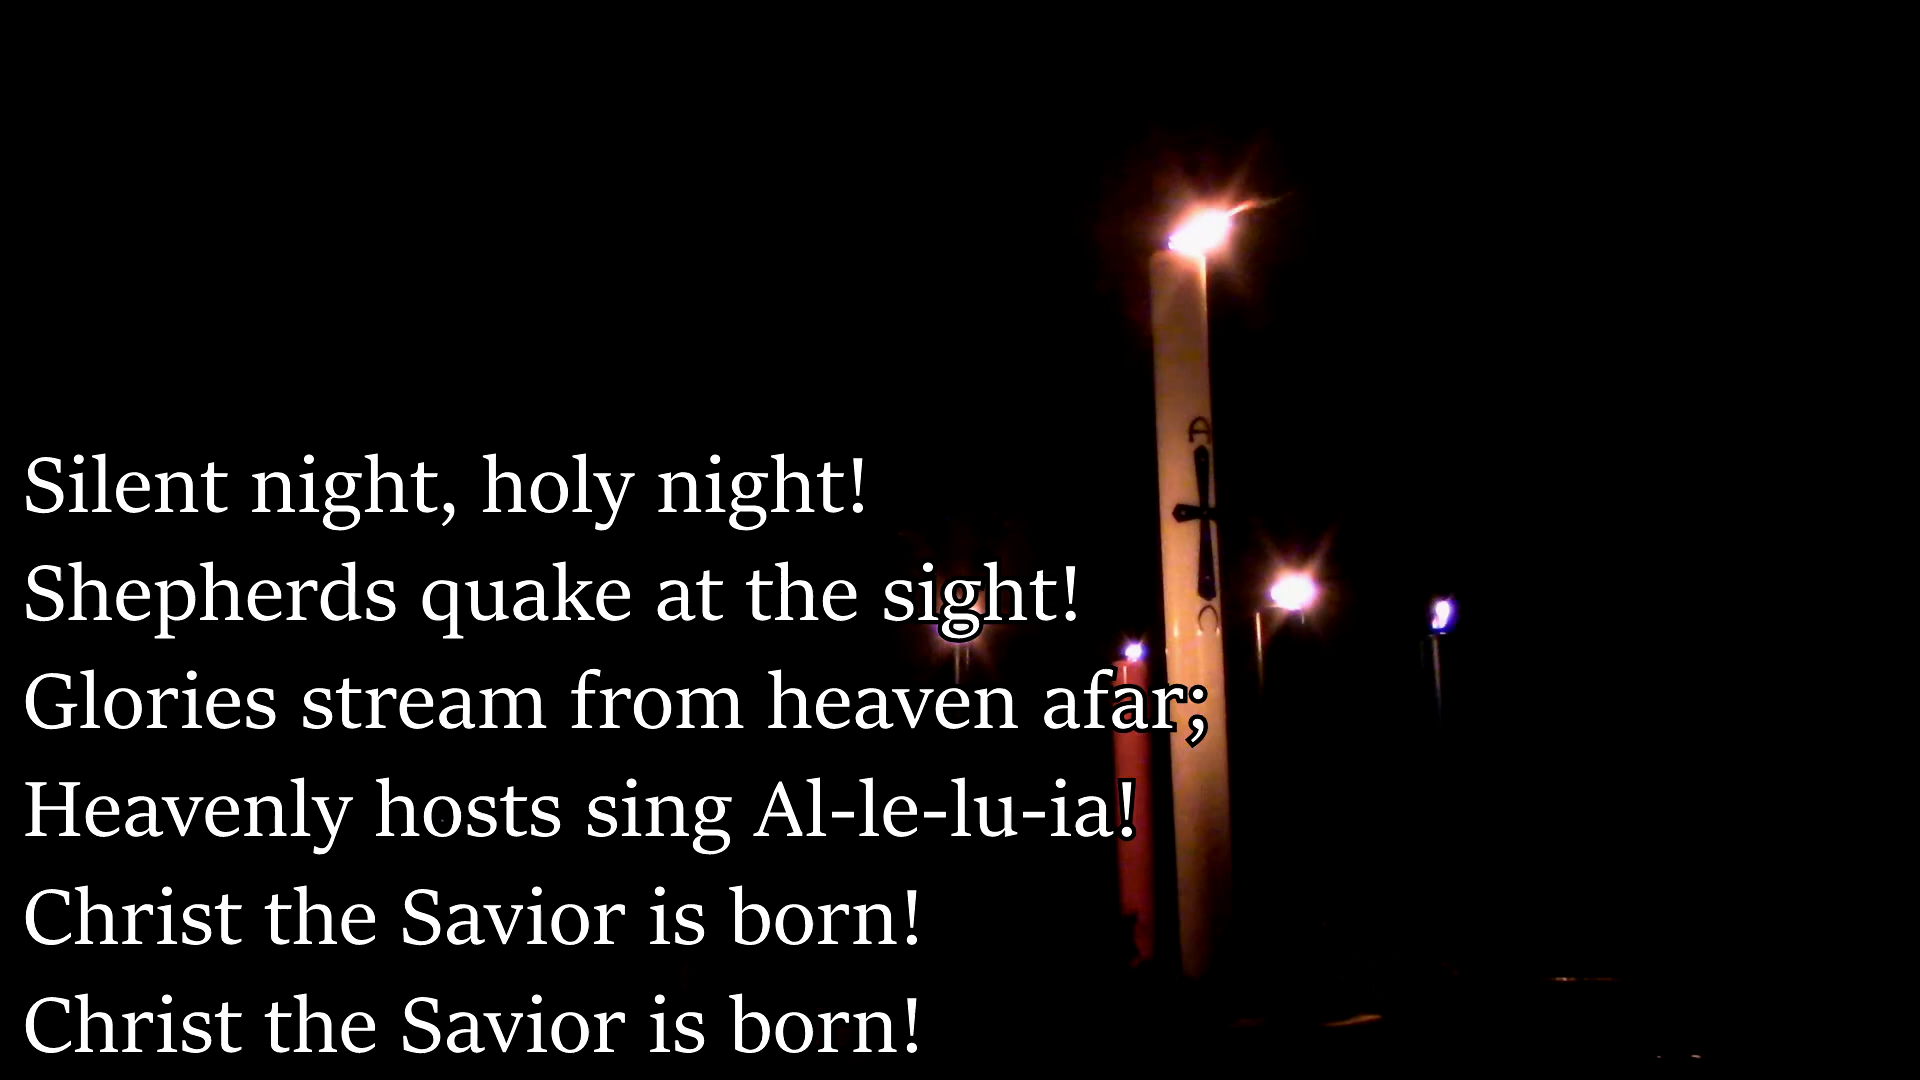 A
Silent night, holy night!
Shepherds quake at the sight!
Glories stream from heaven afar;
Heavenly hosts sing Al-le-lu-ia!
Christ the Savior is born!
Christ the Savior is born!